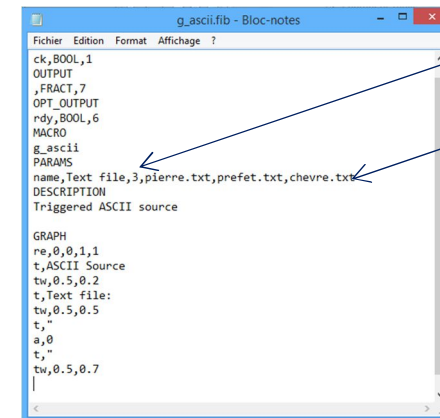 g_ascii.fib - Bloc-notes
Fichier Edition Format Affichage ?
ck,BOOL,1
OUTPUT
,FRACT,7
OPT_OUTPUT
rdy,BOOL,6
MACRO
g_ascii
PARAMS
name,Text file,3,pierre.txt,prefet.txt,chevre.txt
DESCRIPTION
Triggered ASCII source

GRAPH
re,0,0,1,1
t,ASCII Source
tw,0.5,0.2
t,Text file:
tw,0.5,0.5
t,"
a,0
t,"
tw,0.5,0.7